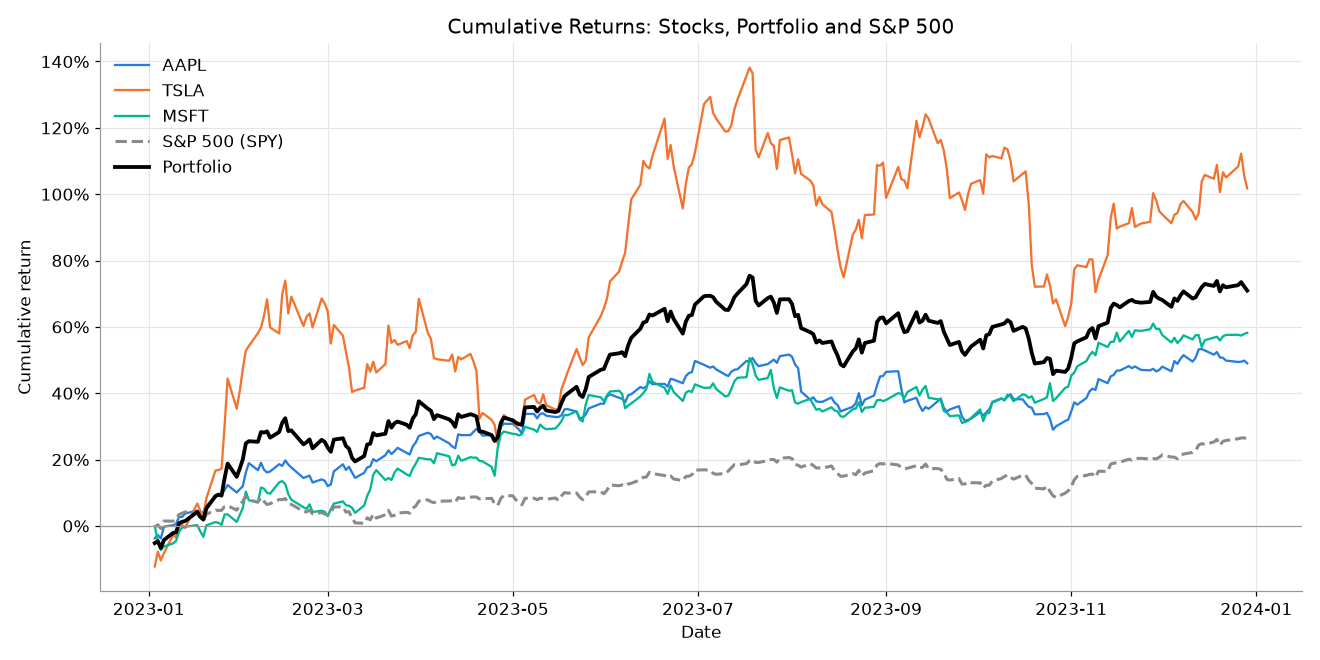 Cumulative Returns: Stocks, Portfolio and S&P 500
140%
120%
100%
80%
60%
40%
20%
0%
Cumulative return
AAPL
TSLA
MSFT
S&P 500 (SPY)
Portfolio
2023-01
2023-03
2023-05
2023-07
2023-09
2023-11
2024-01
Date